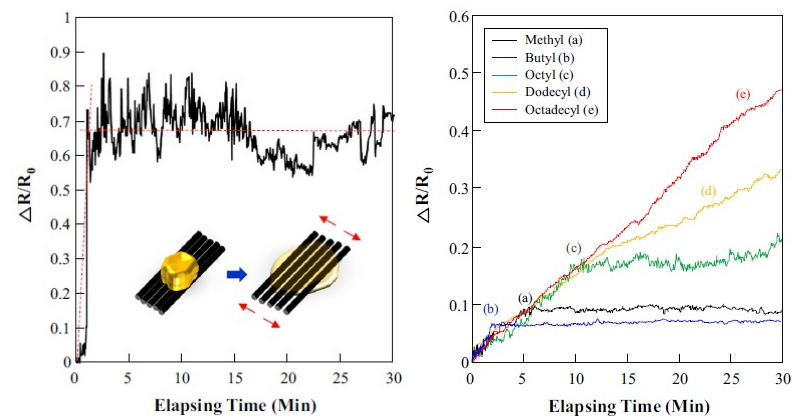 1
0.9
0.8
0.7
0.6
0.5
0.4
0.3
0.2
0.1
0
△R/R0
0
5
10
15
20
25
30
Elapsing Time (Min)
0.6
0.5
0.4
0.3
0.2
0.1
0
△R/R0
Methyl (a)
Butyl (b)
Octyl (c)
Dodecyl (d)
Octadecyl (e)
(e)
(d)
(c)
(a)
(b)
0
5
10
15
20
25
30
Elapsing Time (Min)